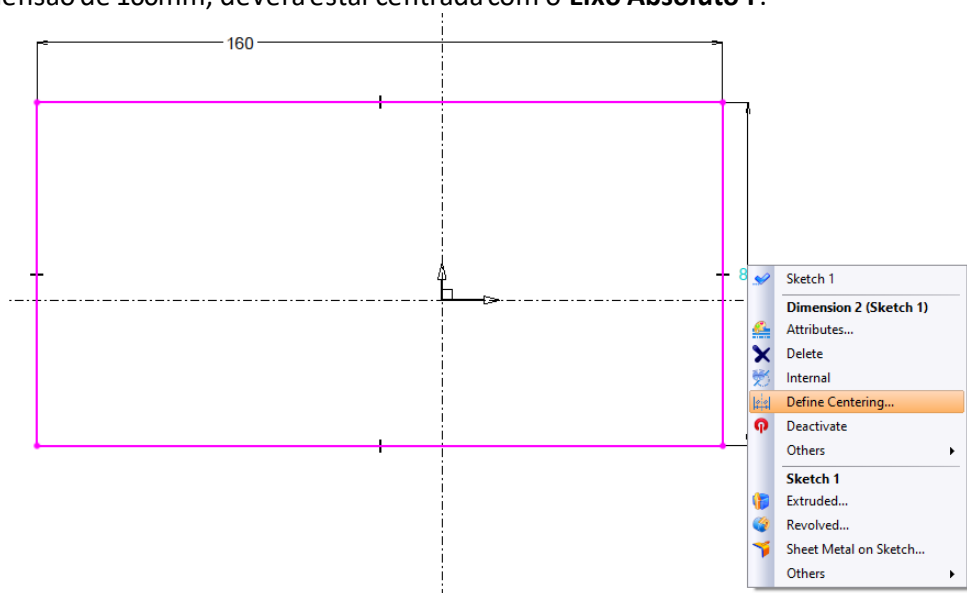 ensão de 160mm, deverá estar centrada com o Eixo Absoluto Y.
160
8
Sketch 1
Dimension 2 (Sketch 1)
Attributes...
Delete
Internal
Define Centering...
Deactivate
Others
Sketch 1
Extruded...
Revolved...
Sheet Metal on Sketch...
Others